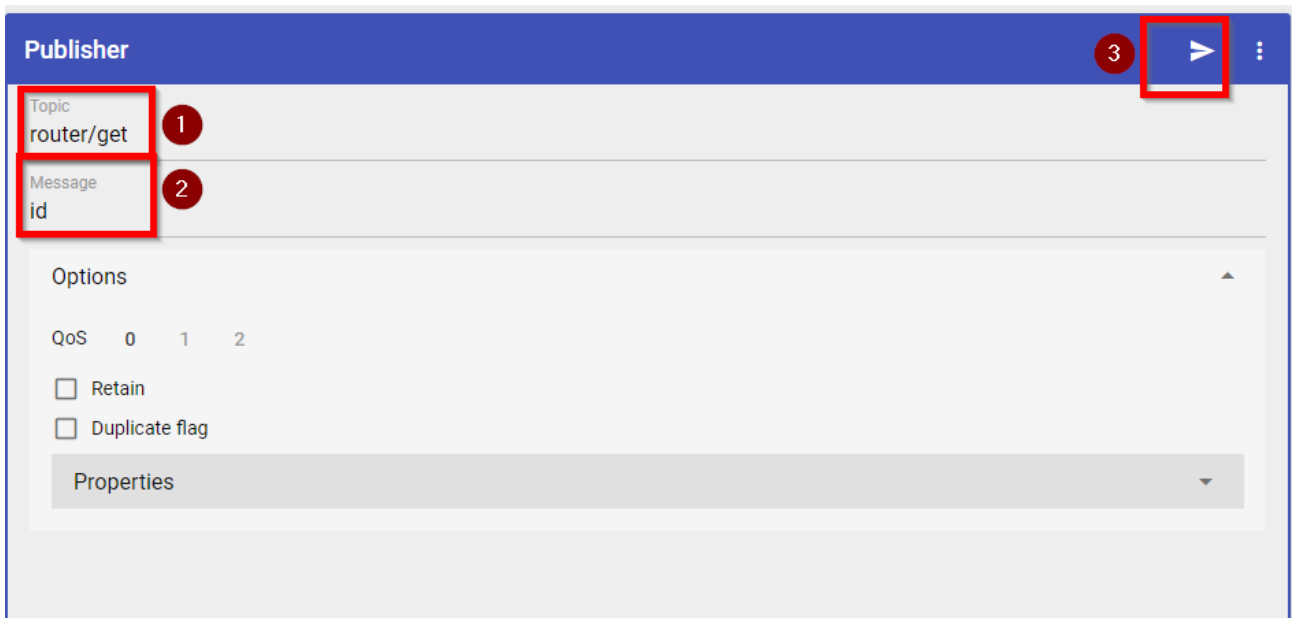 Publisher
3
Topic
router/get
1
Message
id
2
Options
QoS 0 1 2
Retain
Duplicate flag
Properties